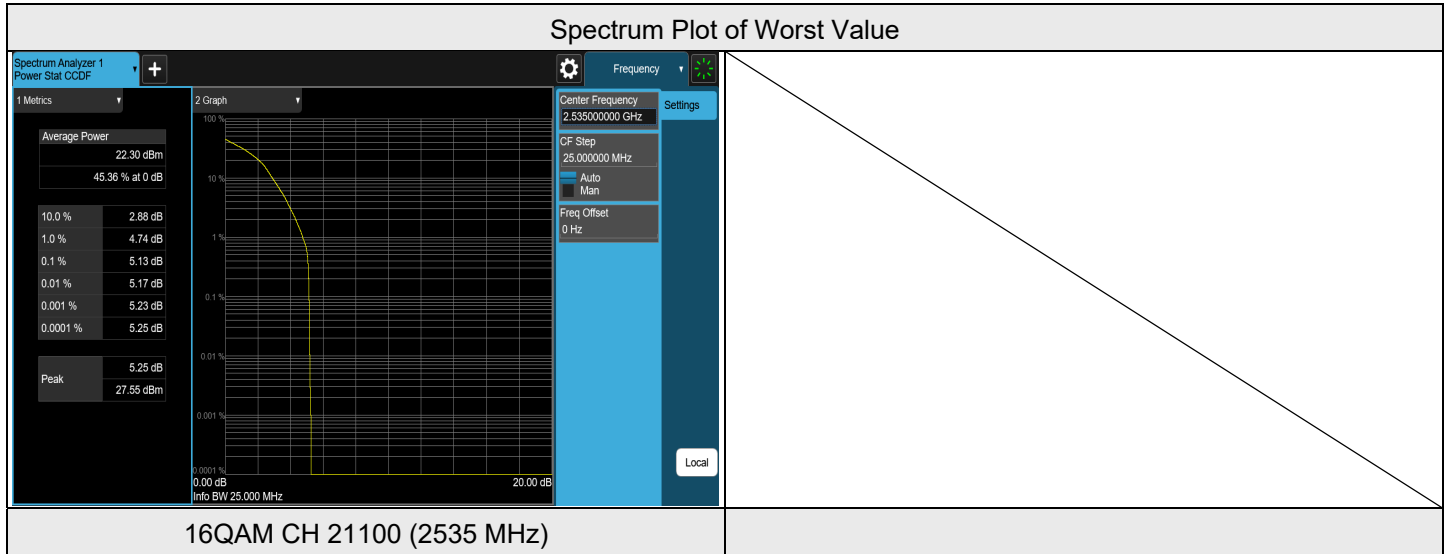 Spectrum Plot of Worst Value
Spectrum Analyzer 1
Power Stat CCDF
+
Frequency
1 Metrics
2 Graph
Average Power
22.30 dBm
45.36 % at 0 dB
10.0 % 2.88 dB
1.0 % 4.74 dB
0.1 % 5.13 dB
0.01 % 5.17 dB
0.001 % 5.23 dB
0.0001 % 5.25 dB
Peak
5.25 dB
27.55 dBm
100 %
10 %
1 %
0.1 %
0.01 %
0.001 %
0.0001 %
0.00 dB 20.00 dB
Info BW 25.000 MHz
Center Frequency
2.535000000 GHz
Settings
CF Step
25.000000 MHz
Auto
Man
Freq Offset
0 Hz
Local
16QAM CH 21100 (2535 MHz)